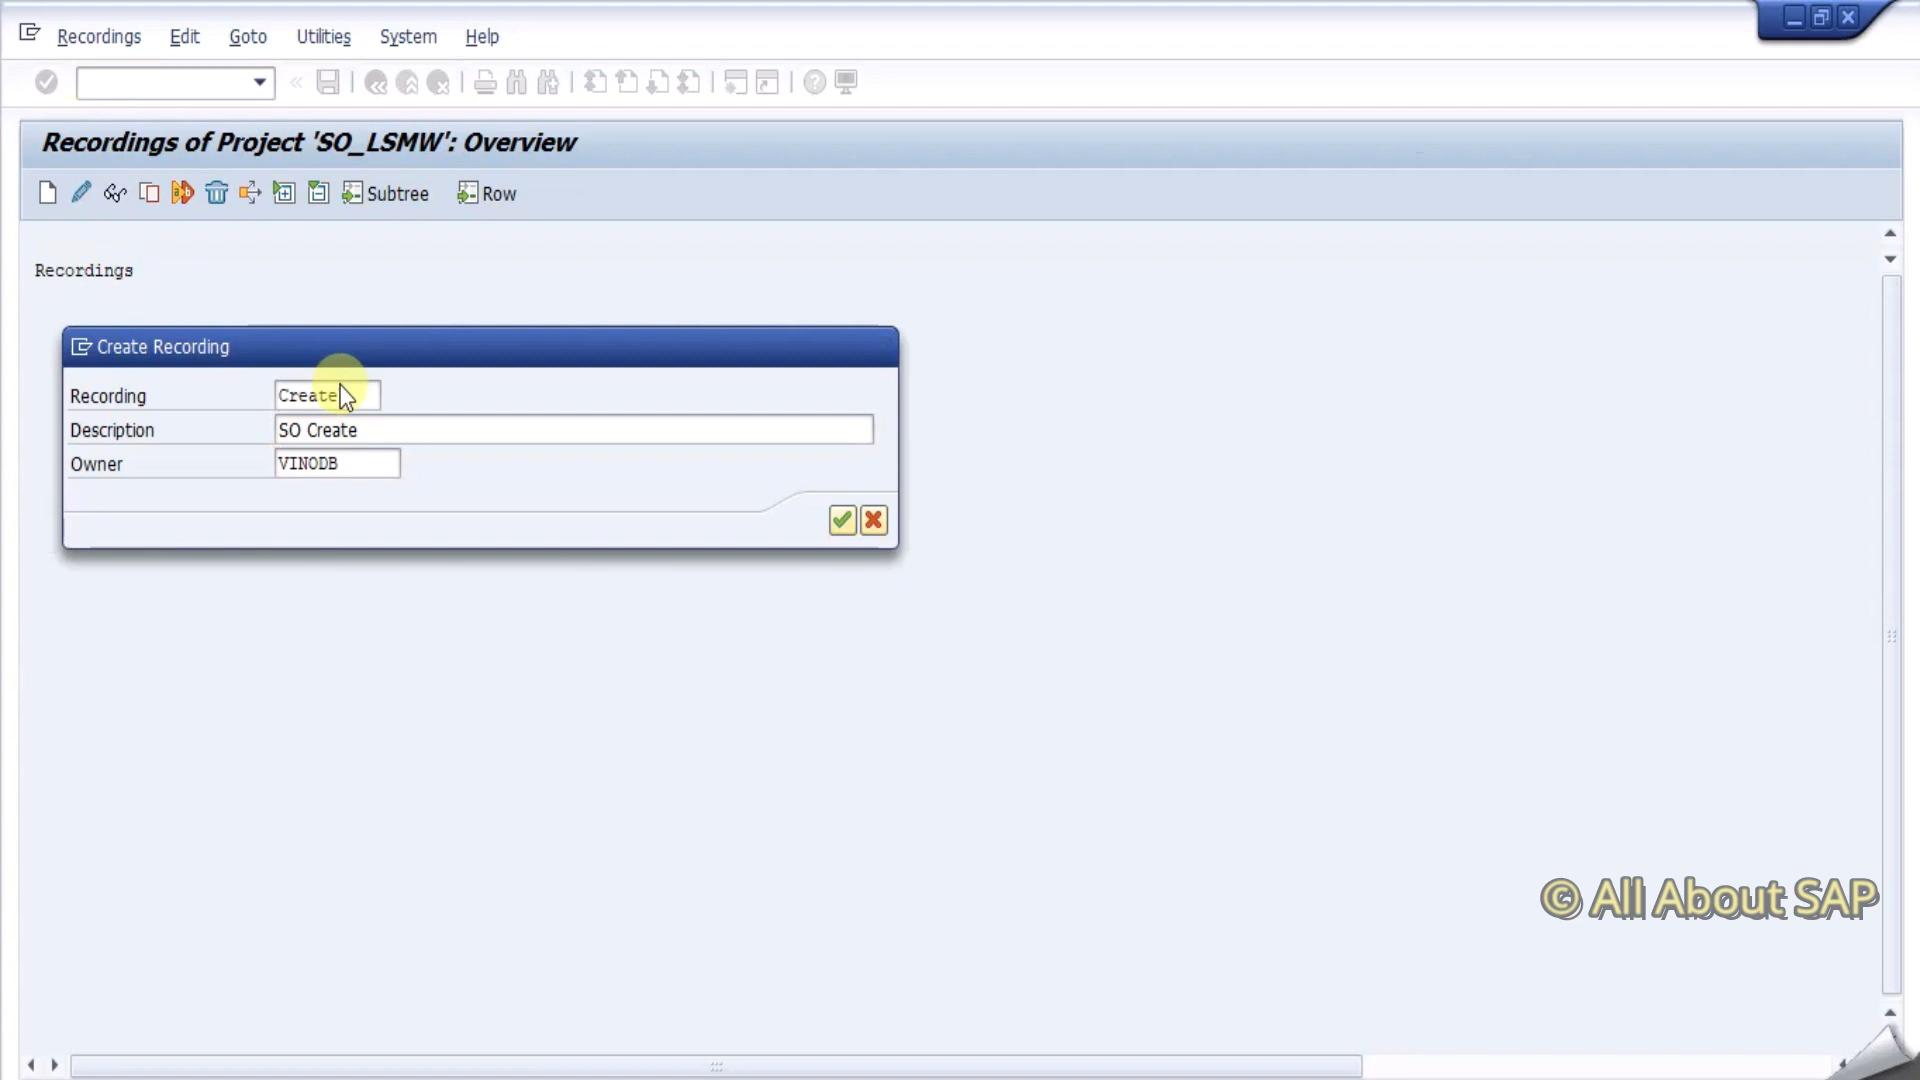 Recordings Edit Goto Utilities System Help
Recordings of Project 'SO_LSMW': Overview
Subtree Row
Recordings
Create Recording
Recording Create
Description SO Create
Owner VINODB
© All About SAP